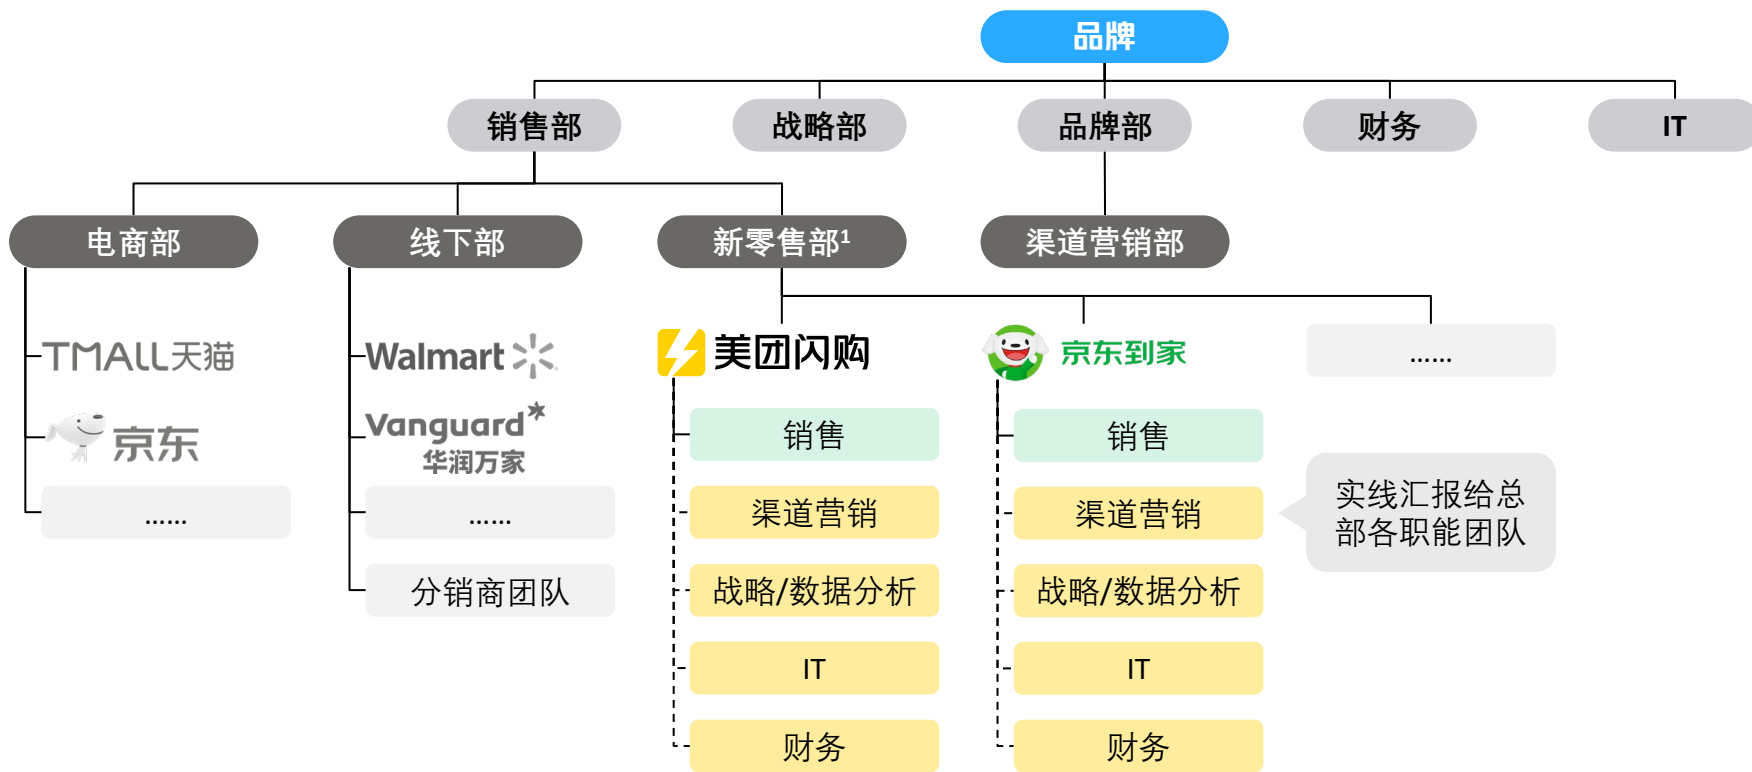 品牌
销售部
战略部
品牌部
财务
IT
电商部
线下部
新零售部¹
渠道营销部
TMALL天猫
Walmart
美团闪购
京东到家
......
京东
Vanguard
华润万家
销售
销售
......
......
渠道营销
渠道营销
实线汇报给总
部各职能团队
分销商团队
战略/数据分析
战略/数据分析
IT
IT
财务
财务